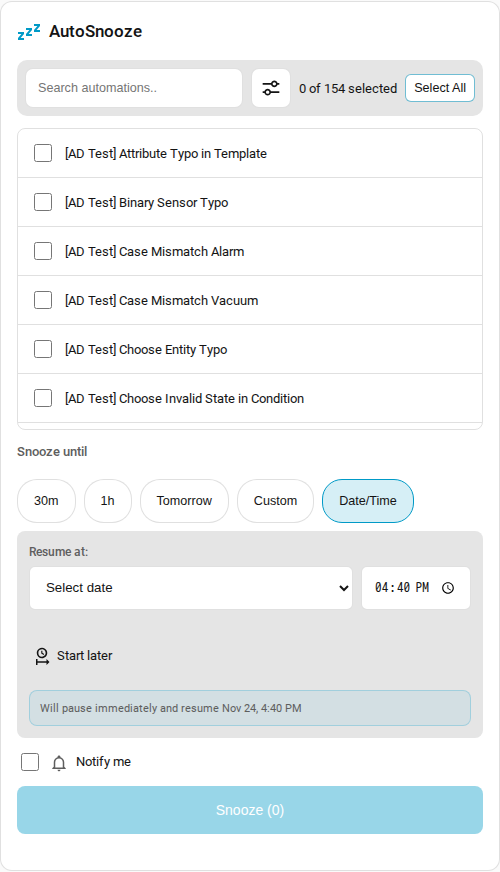 AutoSnooze
Search automations..
0 of 154 selected
Select All
[AD Test] Attribute Typo in Template
[AD Test] Binary Sensor Typo
[AD Test] Case Mismatch Alarm
[AD Test] Case Mismatch Vacuum
[AD Test] Choose Entity Typo
[AD Test] Choose Invalid State in Condition
Snooze until
30m
1h
Tomorrow
Custom
Date/Time
Resume at:
Select date
04:40 PM
Start later
Will pause immediately and resume Nov 24, 4:40 PM
Notify me
Snooze (0)